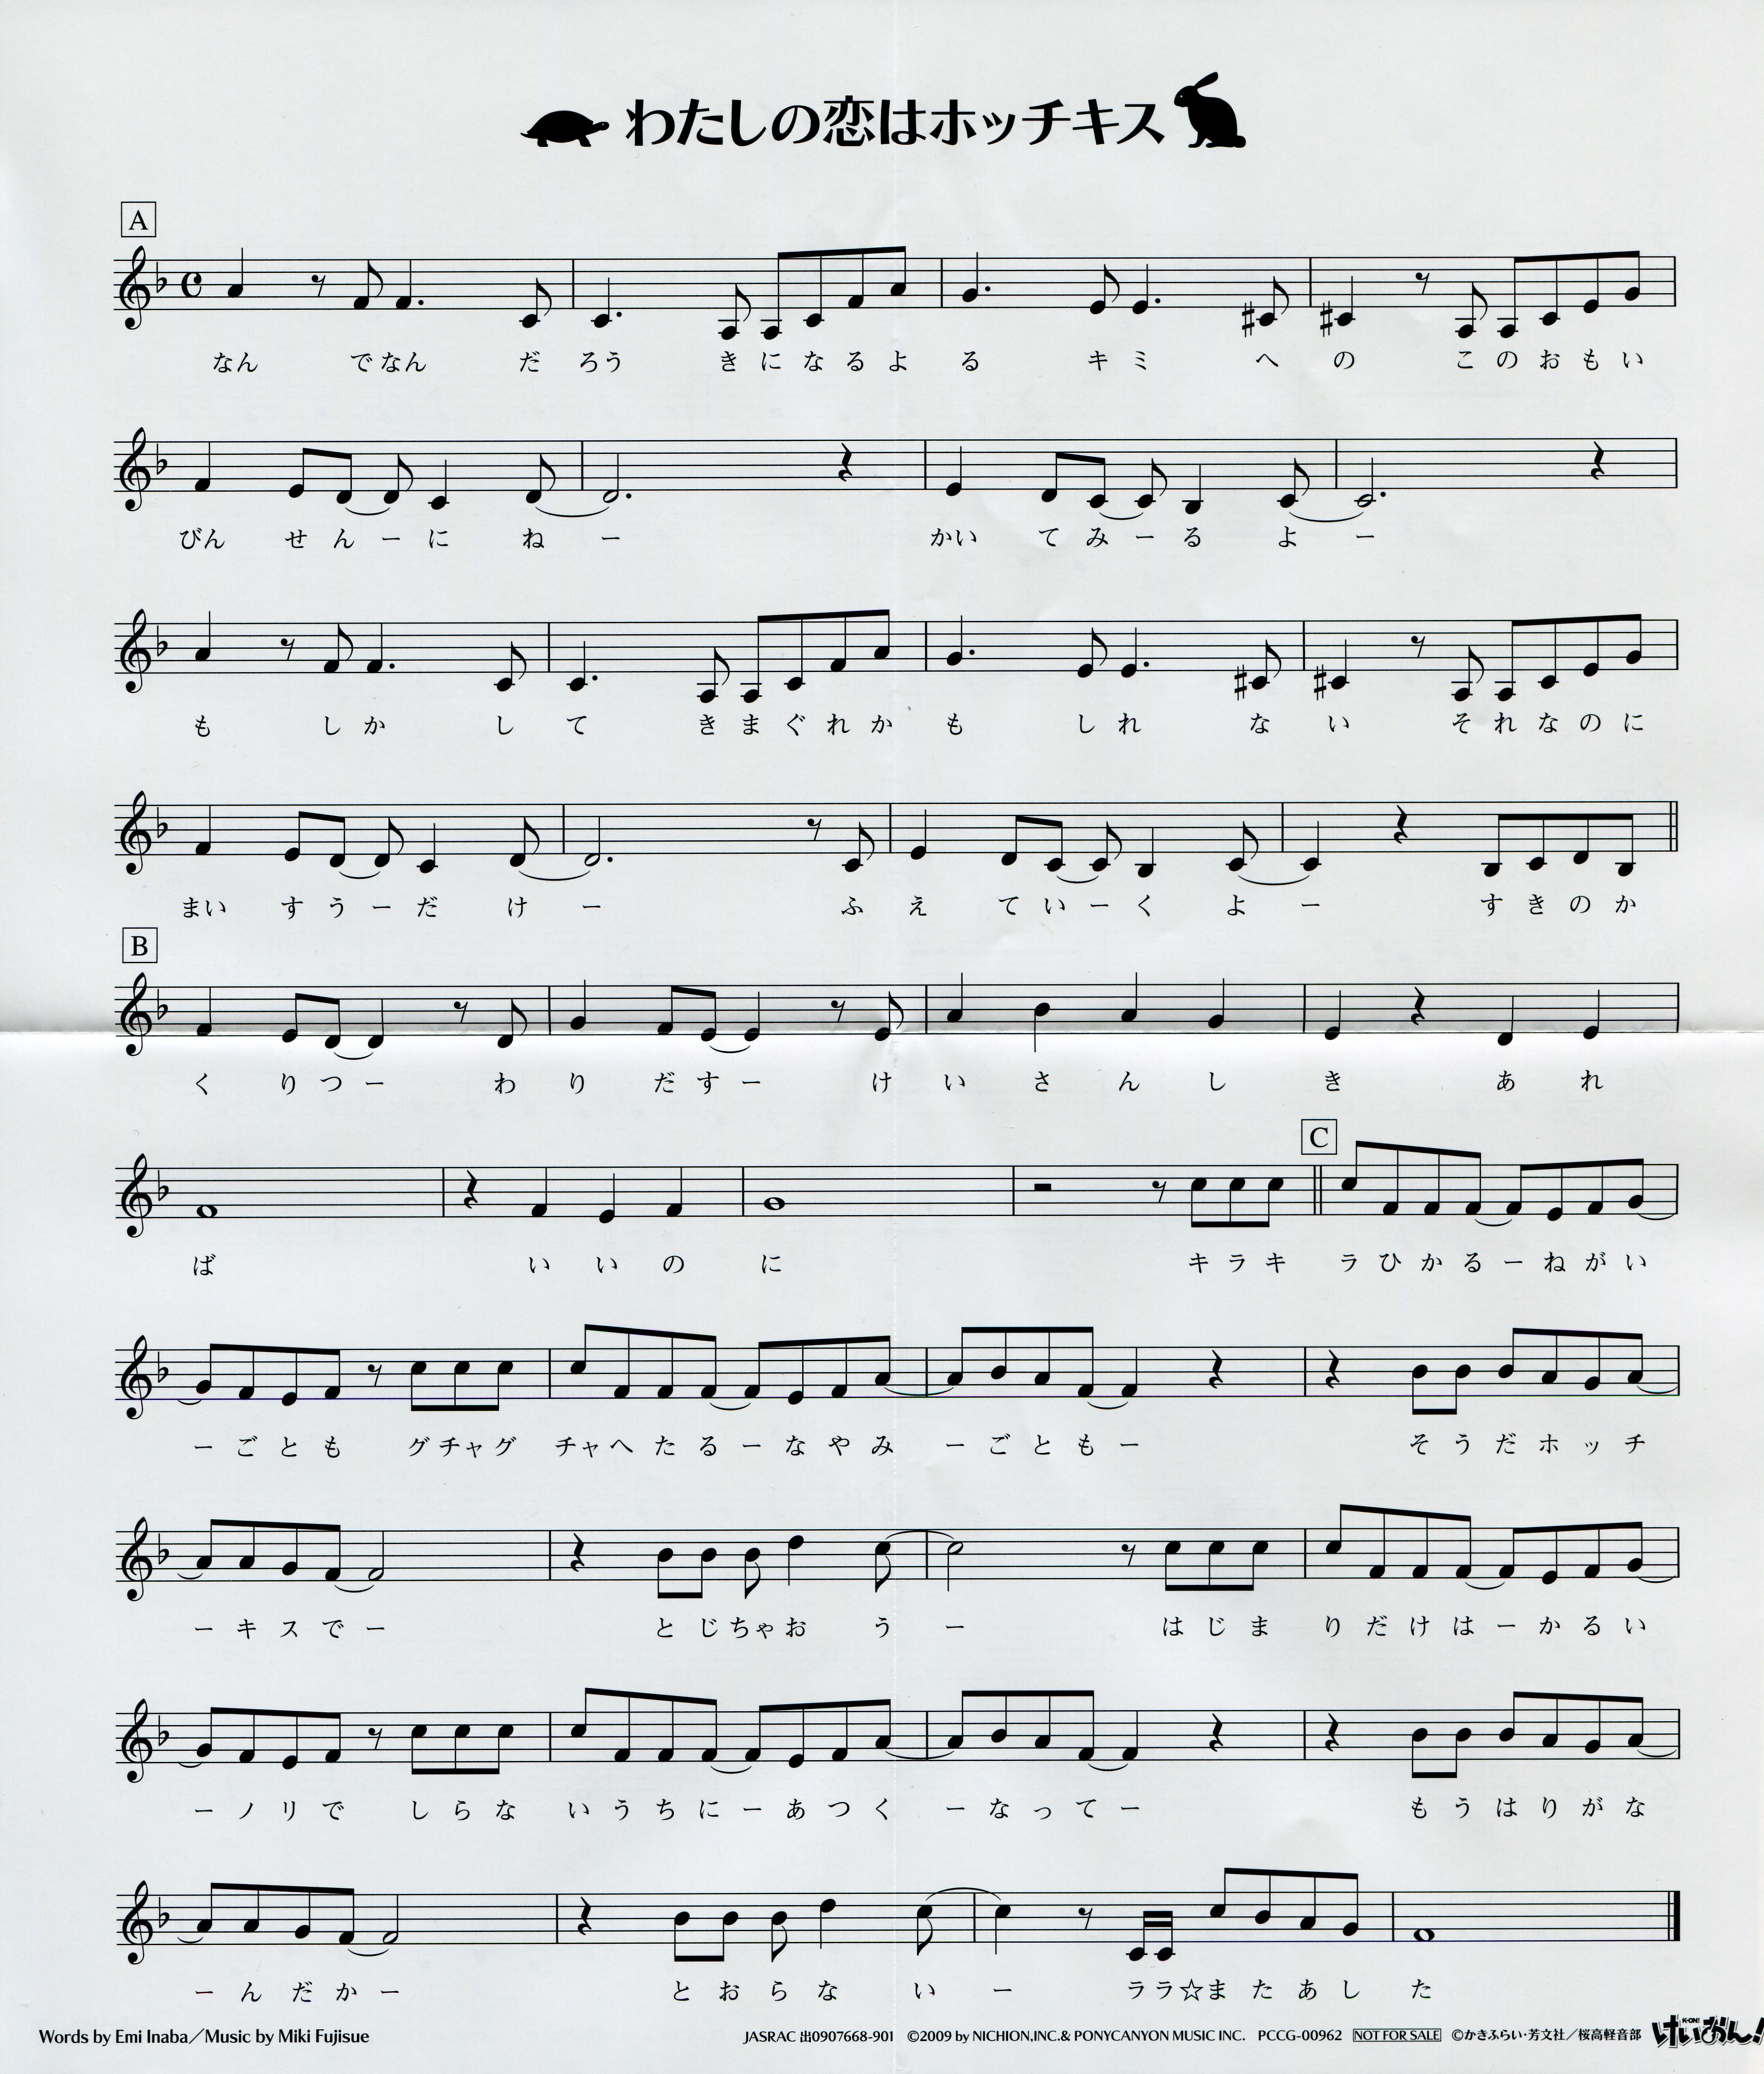 わたしの恋はホッチキス
A
C
なん でなん だ ろう き に な る よ る キ ミ へ の こ の お も い
びん せ ん ー に ね ー かい て み ー る よ ー
も し か し て き ま ぐ れ か も し れ な い そ れ な の に
まい す う ー だ け ー ふ え て い ー く よ ー す き の か
B
く り つ ー わ り だ す ー け い さ ん し き あ れ
C
ば い い の に キ ラ キ ラ ひ か る ー ね が い
ー ご と も グ チャ グ チャ へ た る ー な や み ー ご と も ー そ う だ ホ ッ チ
ー キ ス で ー と じ ちゃ お う ー は じ ま り だ け は ー か る い
ー ノ リ で し ら な い う ち に ー あ つ く ー な っ て ー も う は り が な
ー ん だ か ー と お ら な い ー ラ ラ ☆ ま た あ し た
Words by Emi Inaba／Music by Miki Fujisue JASRAC 出0907668-901 ©2009 by NICHION,INC.& PONYCANYON MUSIC INC. PCCG-00962 NOT FOR SALE ©かきふらい・芳文社／桜高軽音部 けいおん! K-ON!